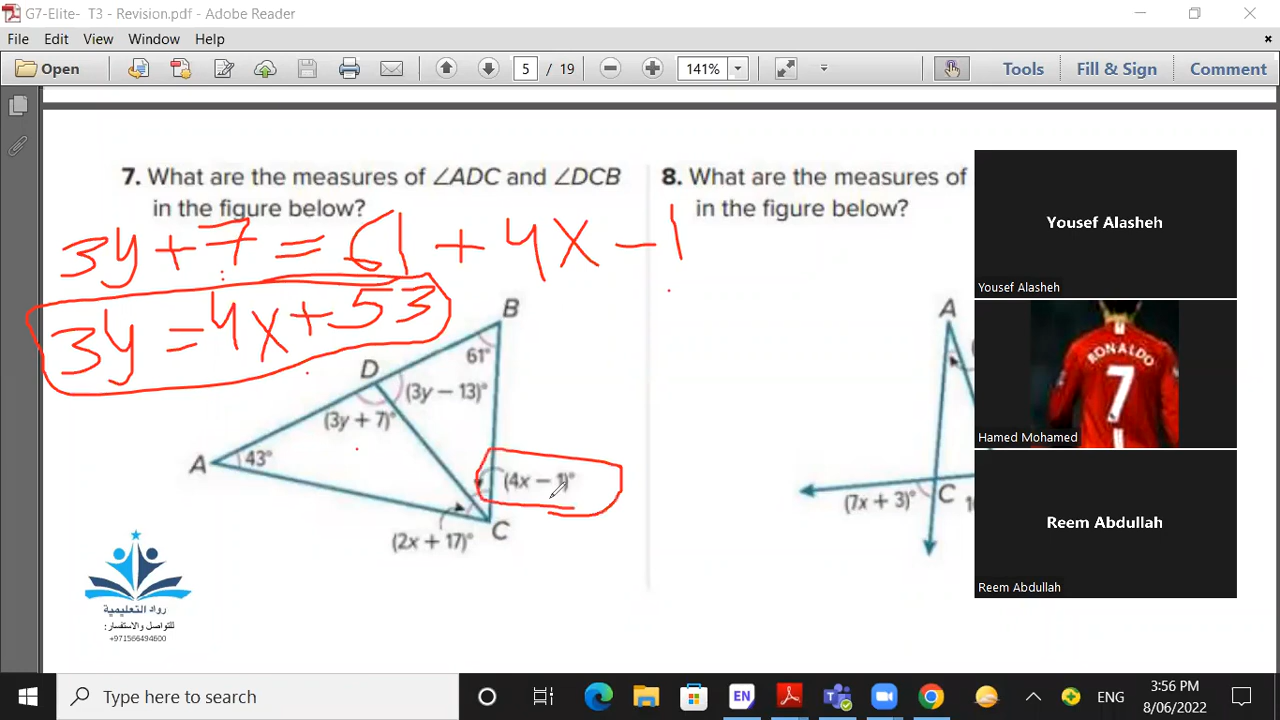 G7-Elite- T3 - Revision.pdf - Adobe Reader
File Edit View Window Help
Open 5 / 19 141% Tools Fill & Sign Comment
7. What are the measures of ∠ADC and ∠DCB
in the figure below?
3y + 7 = 61 + 4x - 1
3y = 4x + 53
B
61°
D
(3y − 13)°
(3y + 7)°
A
43°
(4x − 1)°
C
(2x + 17)°
رواد التعليمية
للتواصل والاستفسار:
+971566494600
8. What are the measures of
in the figure below?
A
(7x + 3)°
C
Yousef Alasheh
Yousef Alasheh
RONALDO
7
Hamed Mohamed
Reem Abdullah
Reem Abdullah
Type here to search
EN
ENG
3:56 PM
8/06/2022